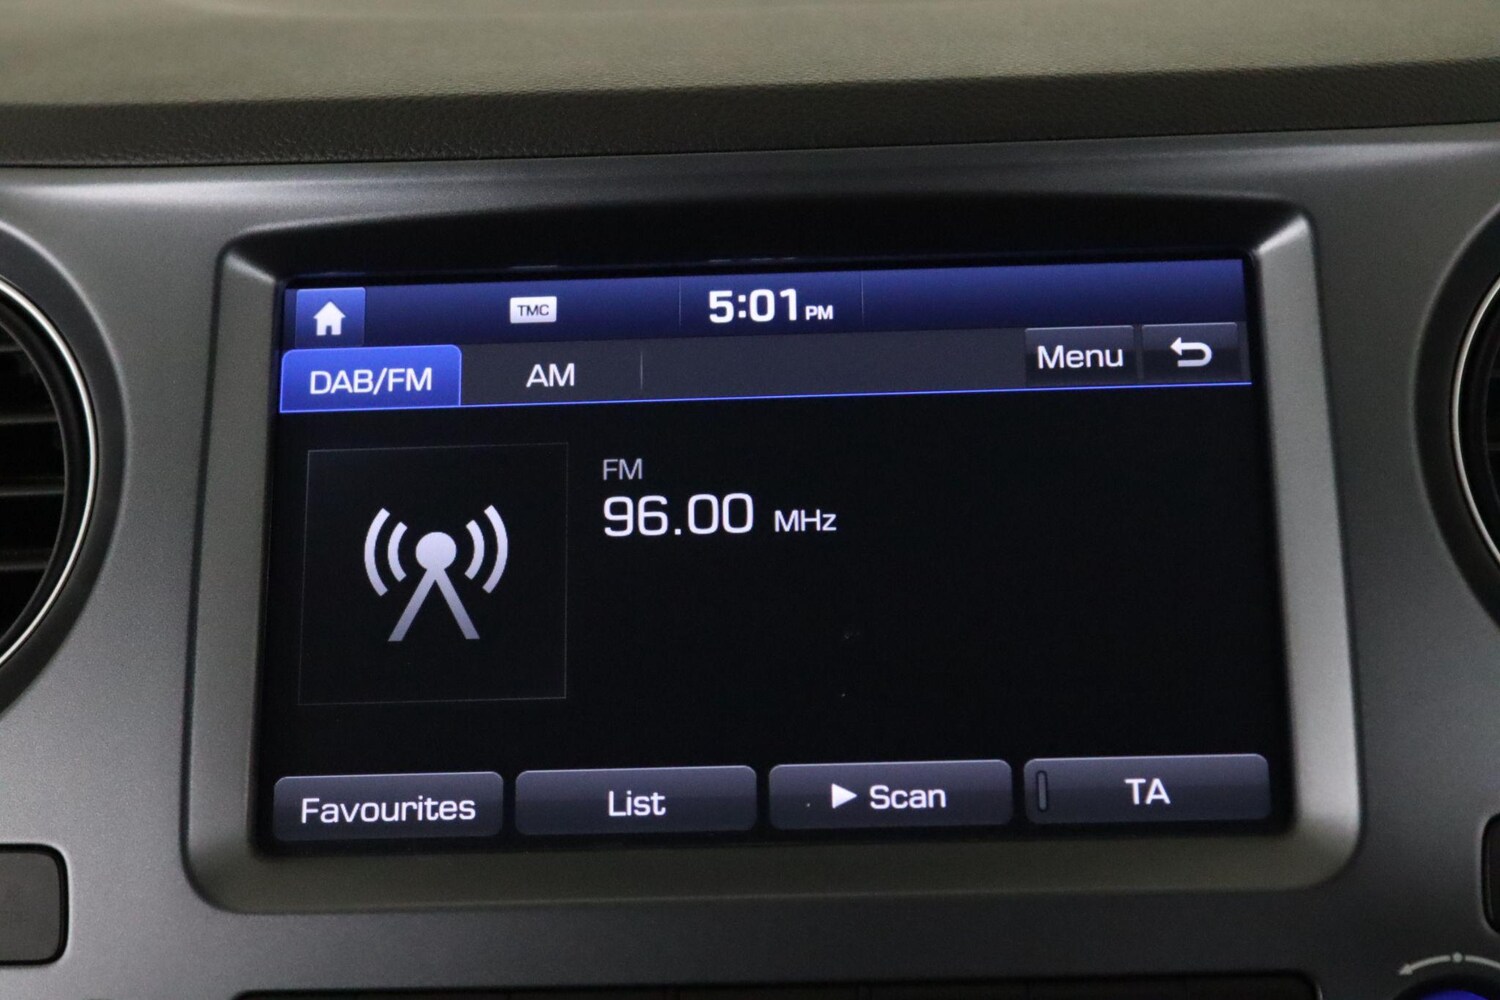 TMC 5:01 PM
DAB/FM AM Menu
FM
96.00 MHz
Favourites List Scan TA